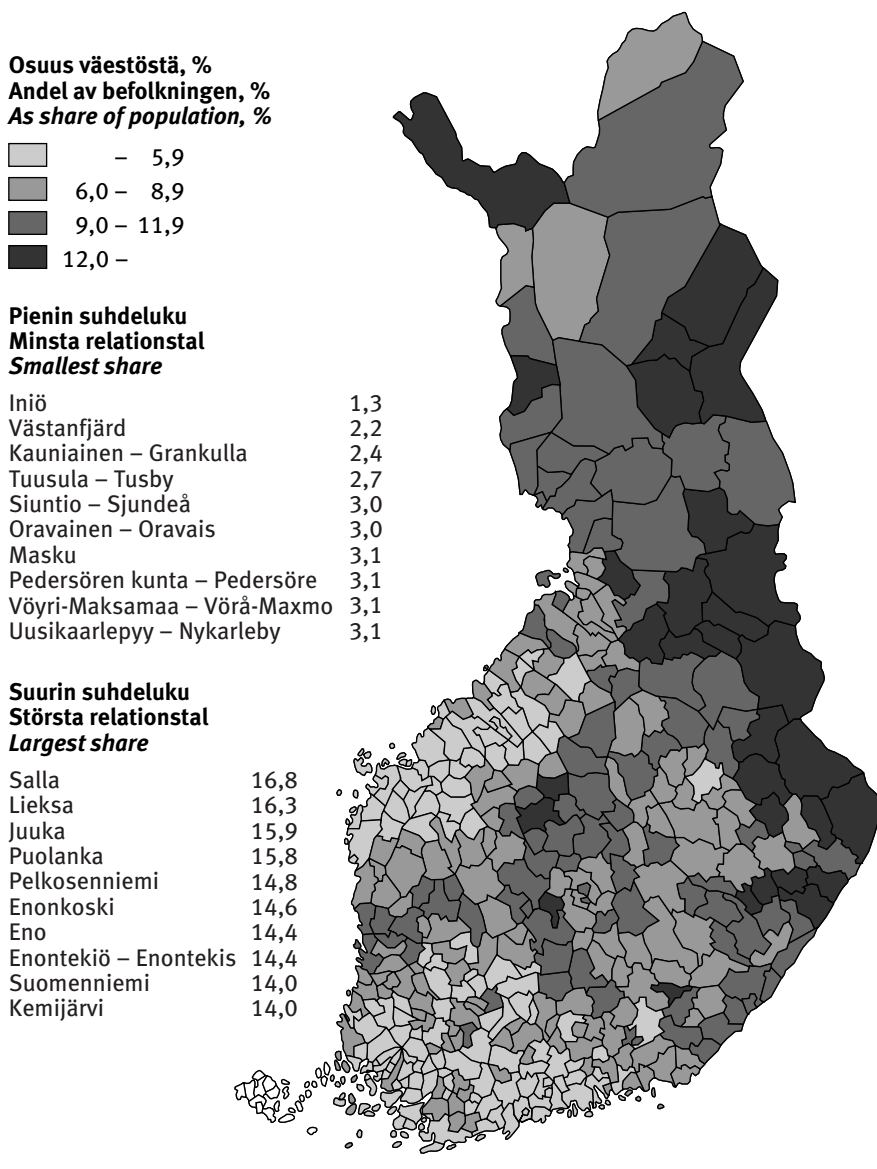 Osuus väestöstä, %
Andel av befolkningen, %
As share of population, %
– 5,9
6,0 – 8,9
9,0 – 11,9
12,0 –
Pienin suhdeluku
Minsta relationstal
Smallest share
Iniö 1,3
Västanfjärd 2,2
Kauniainen – Grankulla 2,4
Tuusula – Tusby 2,7
Siuntio – Sjundeå 3,0
Oravainen – Oravais 3,0
Masku 3,1
Pedersören kunta – Pedersöre 3,1
Vöyri-Maksamaa – Vörå-Maxmo 3,1
Uusikaarlepyy – Nykarleby 3,1
Suurin suhdeluku
Största relationstal
Largest share
Salla 16,8
Lieksa 16,3
Juuka 15,9
Puolanka 15,8
Pelkosenniemi 14,8
Enonkoski 14,6
Eno 14,4
Enontekiö – Enontekis 14,4
Suomenniemi 14,0
Kemijärvi 14,0